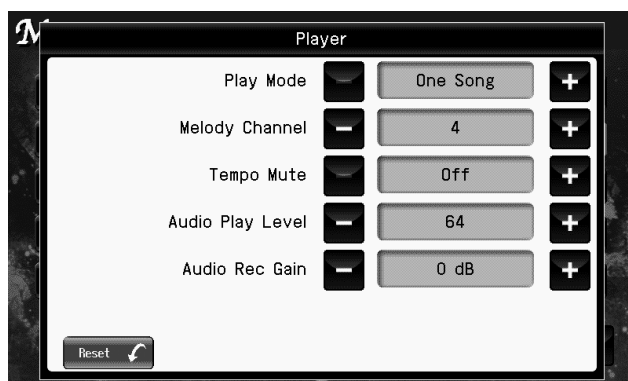 M
Player
Play Mode - One Song +
Melody Channel - 4 +
Tempo Mute - Off +
Audio Play Level - 64 +
Audio Rec Gain - 0 dB +
Reset